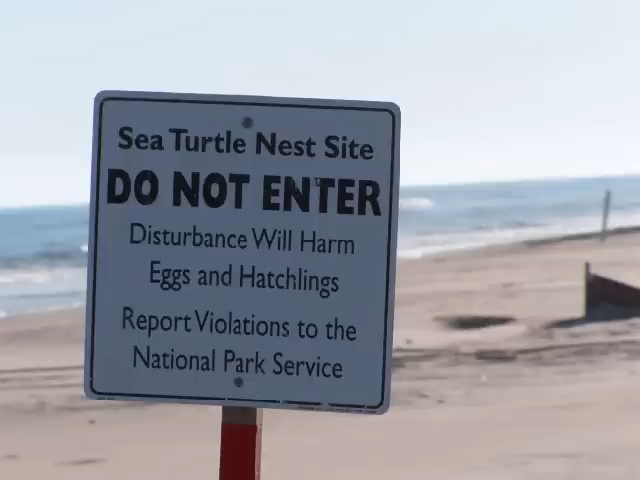 Sea Turtle Nest Site
DO NOT ENTER
Disturbance Will Harm
Eggs and Hatchlings
Report Violations to the
National Park Service